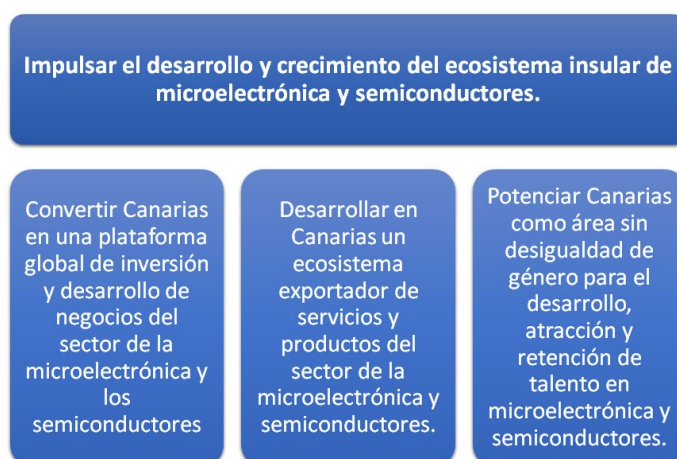 Impulsar el desarrollo y crecimiento del ecosistema insular de
microelectrónica y semiconductores.
Convertir Canarias
en una plataforma
global de inversión
y desarrollo de
negocios del
sector de la
microelectrónica y
los
semiconductores
Desarrollar en
Canarias un
ecosistema
exportador de
servicios y
productos del
sector de la
microelectrónica y
semiconductores.
Potenciar Canarias
como área sin
desigualdad de
género para el
desarrollo,
atracción y
retención de
talento en
microelectrónica y
semiconductores.